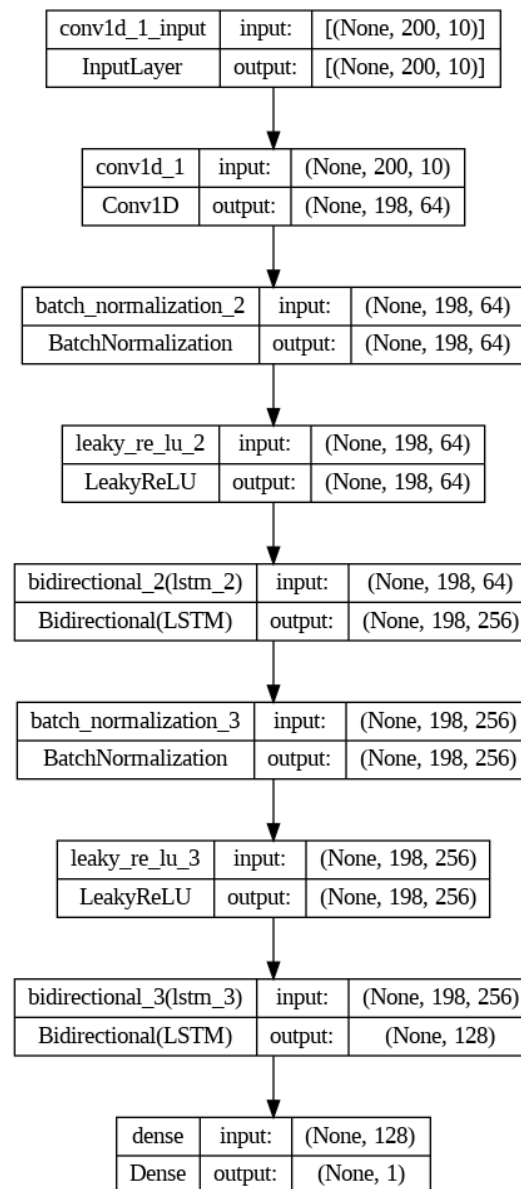 conv1d_1_input input: [(None, 200, 10)]
InputLayer output: [(None, 200, 10)]
conv1d_1 input: (None, 200, 10)
Conv1D output: (None, 198, 64)
batch_normalization_2 input: (None, 198, 64)
BatchNormalization output: (None, 198, 64)
leaky_re_lu_2 input: (None, 198, 64)
LeakyReLU output: (None, 198, 64)
bidirectional_2(lstm_2) input: (None, 198, 64)
Bidirectional(LSTM) output: (None, 198, 256)
batch_normalization_3 input: (None, 198, 256)
BatchNormalization output: (None, 198, 256)
leaky_re_lu_3 input: (None, 198, 256)
LeakyReLU output: (None, 198, 256)
bidirectional_3(lstm_3) input: (None, 198, 256)
Bidirectional(LSTM) output: (None, 128)
dense input: (None, 128)
Dense output: (None, 1)